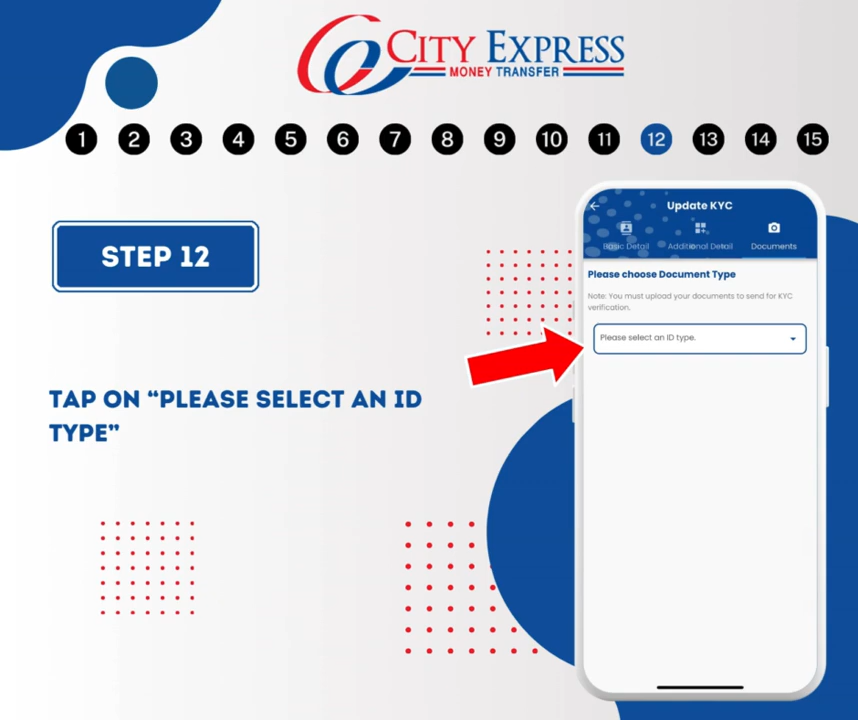 CITY EXPRESS
MONEY TRANSFER
1 2 3 4 5 6 7 8 9 10 11 12 13 14 15
STEP 12
TAP ON “PLEASE SELECT AN ID
TYPE”
Update KYC
Basic Detail Additional Detail Documents
Please choose Document Type
Note: You must upload your documents to send for KYC
verification.
Please select an ID type.